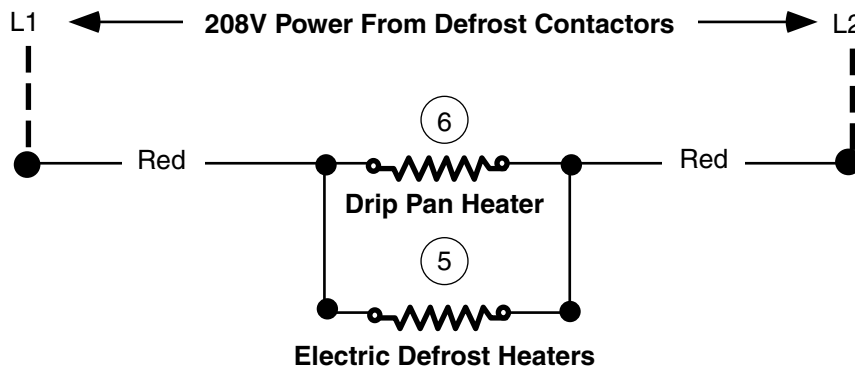 L1 208V Power From Defrost Contactors L2
6
Red Red
Drip Pan Heater
5
Electric Defrost Heaters